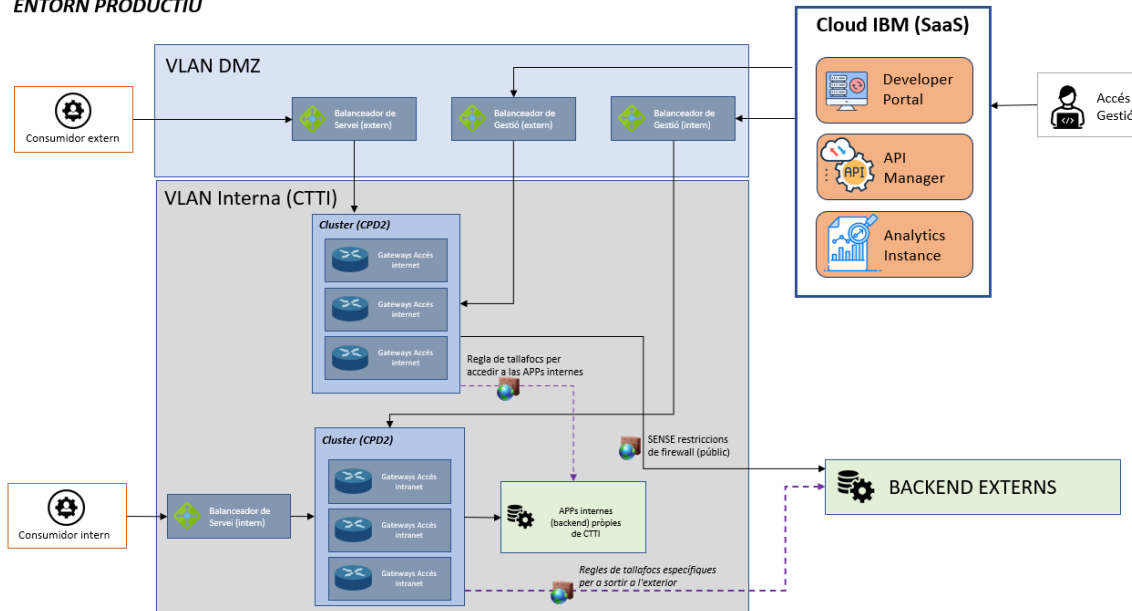 ENTORN PRODUCTIU
Cloud IBM (SaaS)
Developer
Portal
API
Manager
API
Analytics
Instance
Accés
Gestió
VLAN DMZ
Consumidor extern
Balanceador de
Servei (extern)
Balanceador de
Gestió (extern)
Balanceador de
Gestió (intern)
VLAN Interna (CTTI)
Cluster (CPD2)
Gateways Accés
internet
Gateways Accés
internet
Gateways Accés
internet
Regla de tallafocs per
accedir a las APPs internes
SENSE restriccions
de firewall (públic)
Cluster (CPD2)
Gateways Accés
intranet
Gateways Accés
intranet
Gateways Accés
intranet
Consumidor intern
Balanceador de
Servei (intern)
APPs internes
(backend) pròpies
de CTTI
BACKEND EXTERNS
Regles de tallafocs específiques
per a sortir a l'exterior